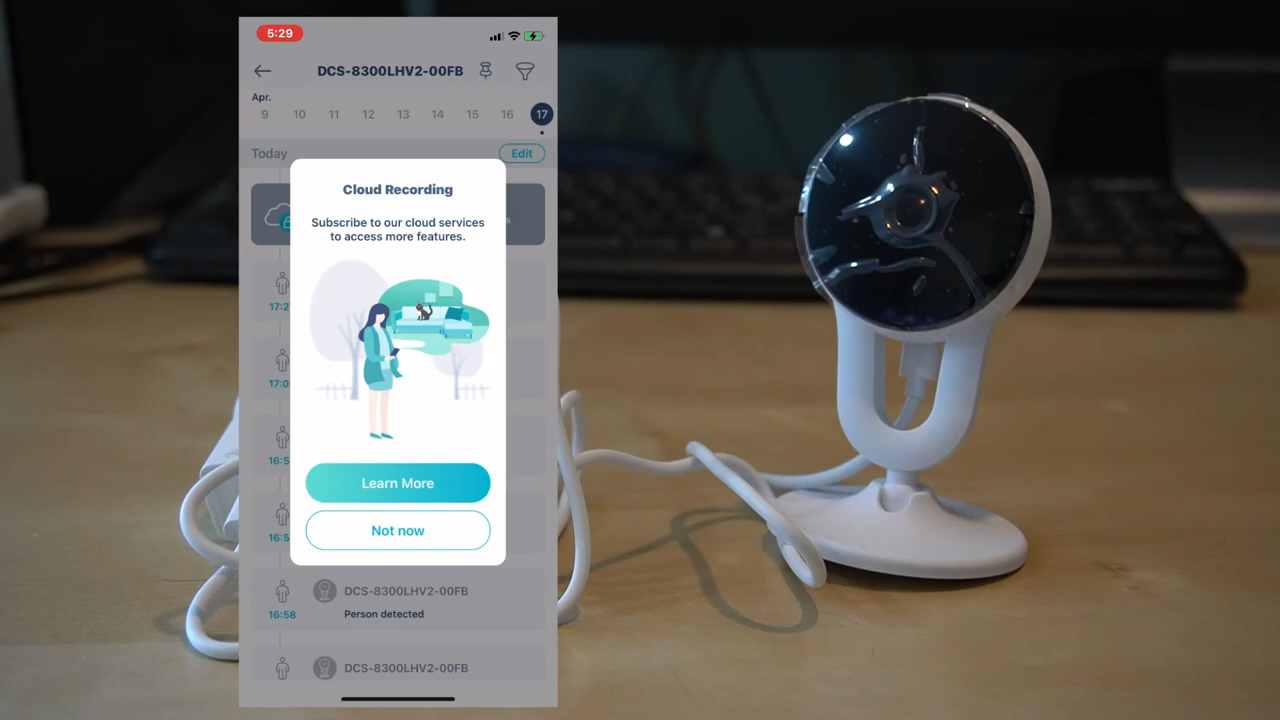 5:29
DCS-8300LHV2-00FB
Apr.
9 10 11 12 13 14 15 16 17
Today
Edit
Cloud Recording
Subscribe to our cloud services
to access more features.
Learn More
Not now
DCS-8300LHV2-00FB
16:58
Person detected
DCS-8300LHV2-00FB